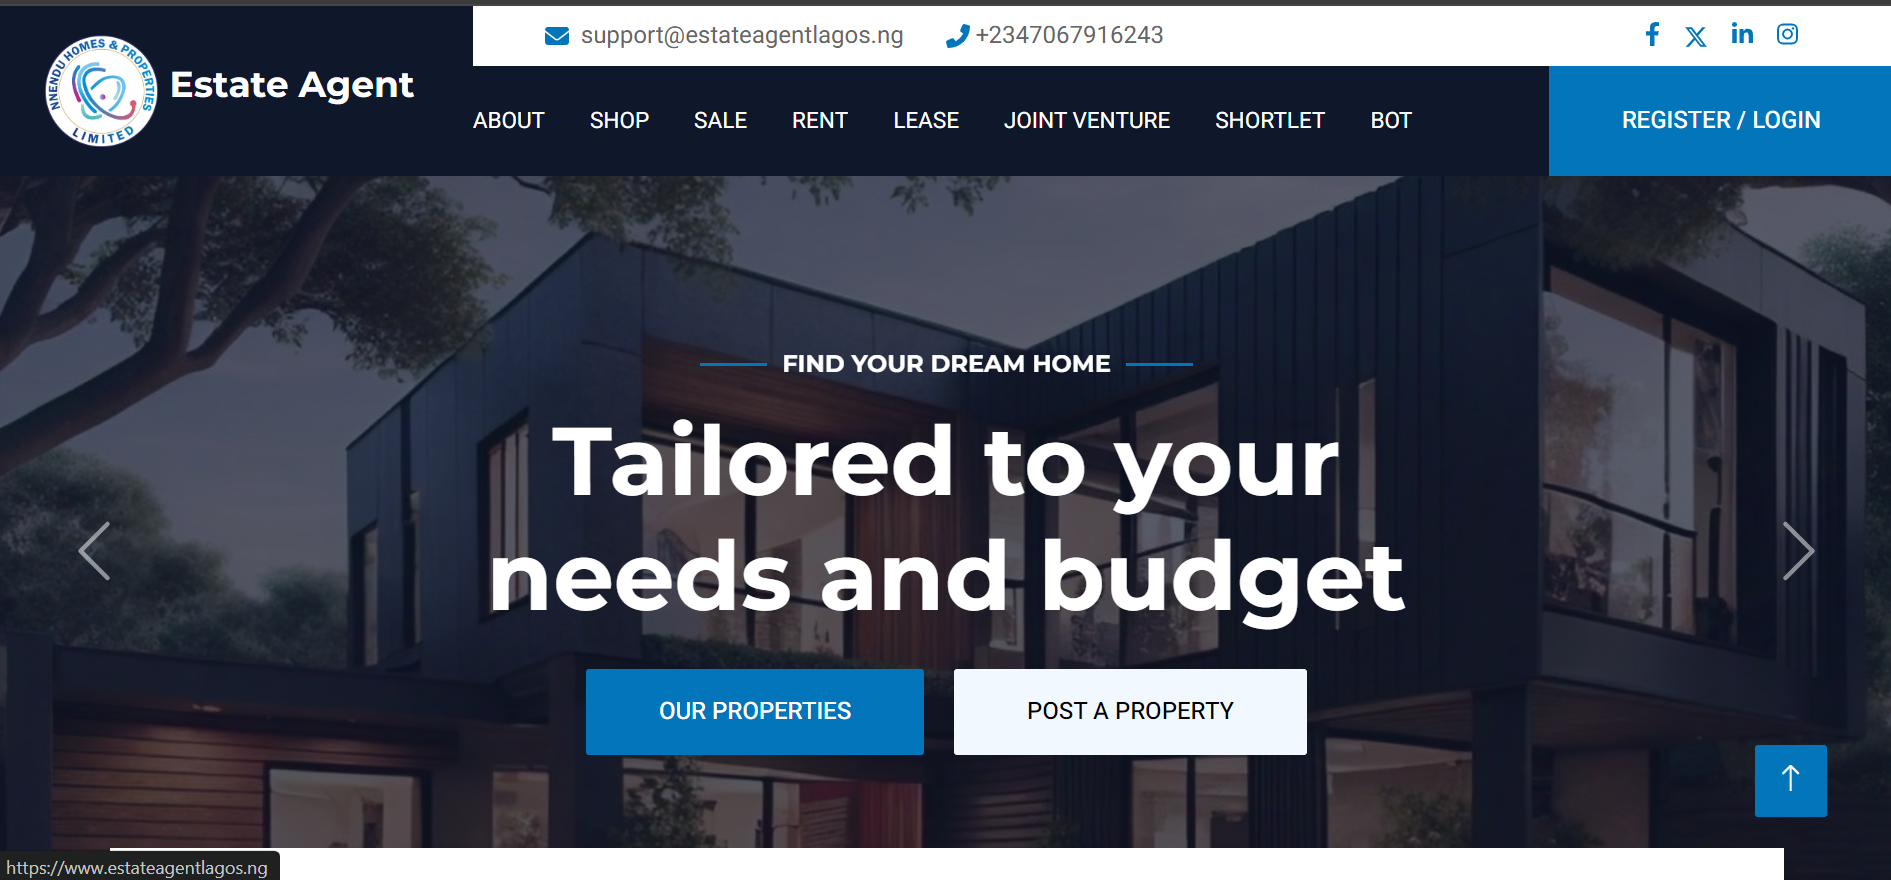 NNENDU HOMES & PROPERTIES
LIMITED
Estate Agent
support@estateagentlagos.ng +2347067916243
ABOUT SHOP SALE RENT LEASE JOINT VENTURE SHORTLET BOT
REGISTER / LOGIN
FIND YOUR DREAM HOME
Tailored to your
needs and budget
OUR PROPERTIES POST A PROPERTY
https://www.estateagentlagos.ng